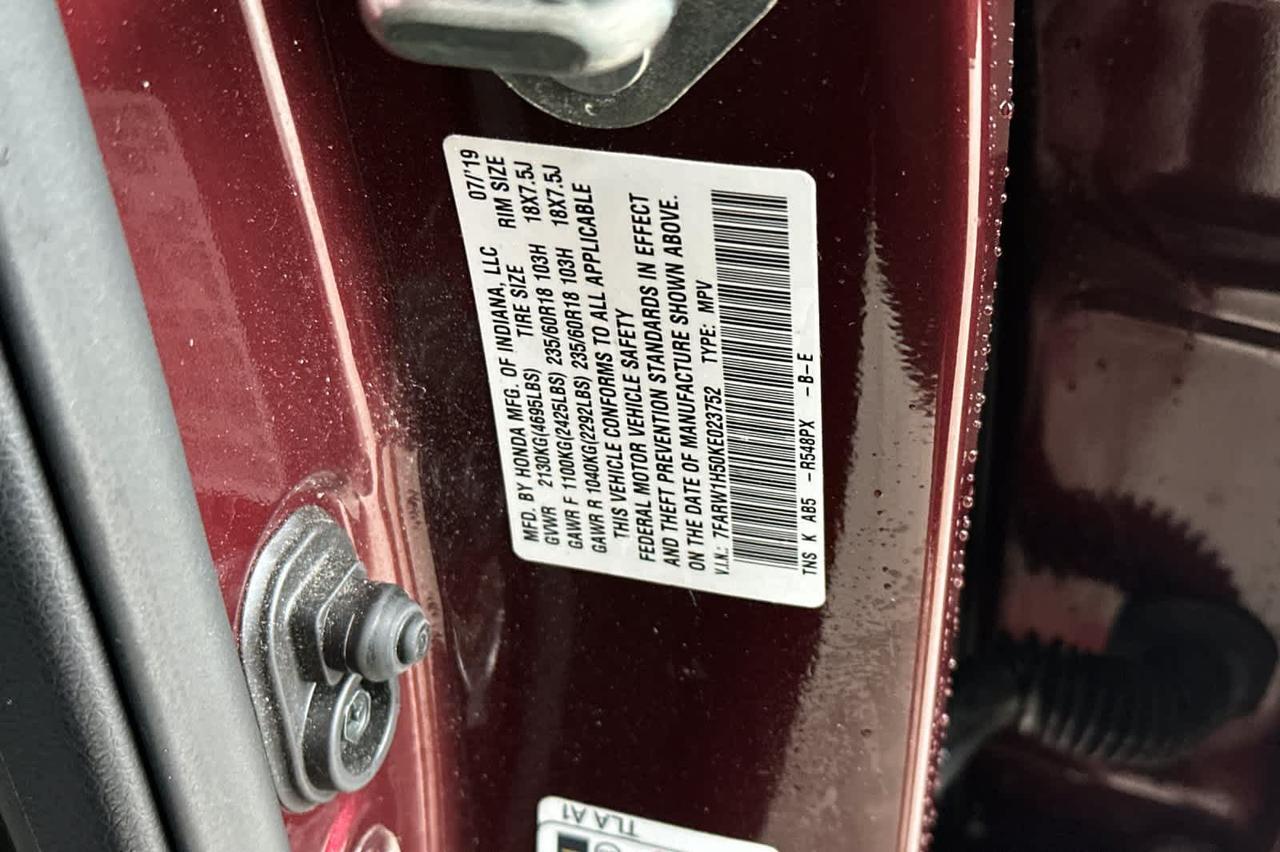 MFD. BY HONDA MFG. OF INDIANA, LLC 07/'19
TIRE SIZE RIM SIZE
GVWR 2130KG(4695LBS)
GAWR F 1100KG(2425LBS) 235/60R18 103H 18X7.5J
GAWR R 1040KG(2292LBS) 235/60R18 103H 18X7.5J
THIS VEHICLE CONFORMS TO ALL APPLICABLE
FEDERAL MOTOR VEHICLE SAFETY
AND THEFT PREVENTION STANDARDS IN EFFECT
ON THE DATE OF MANUFACTURE SHOWN ABOVE.
V.I.N.: 7FARW1H50KE023752 TYPE: MPV
TNS K A85 -R548PX -B-E
TLA A1